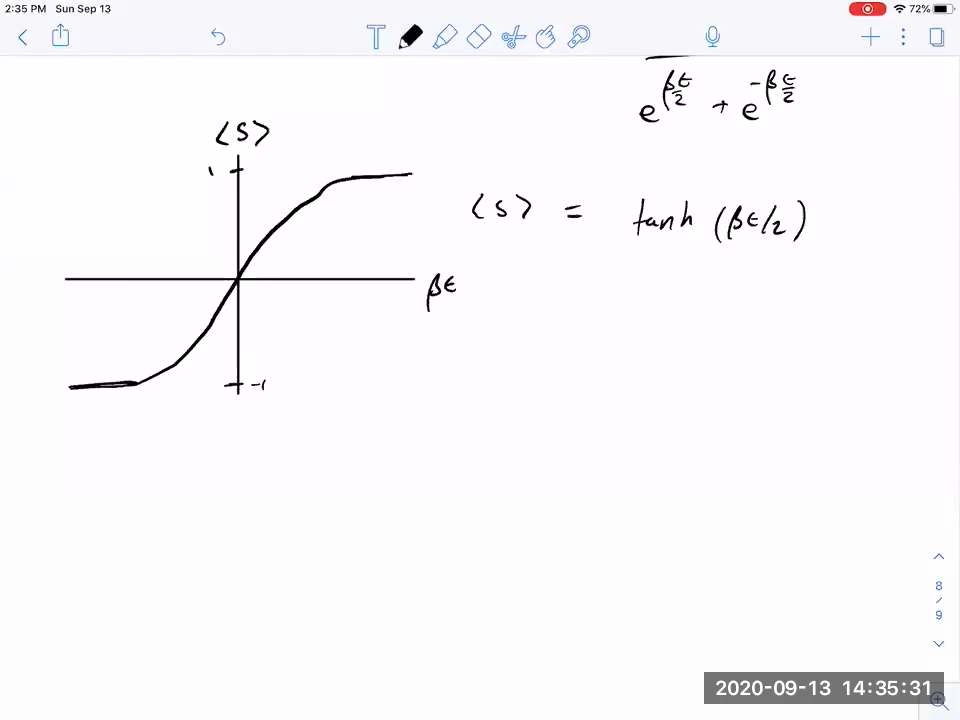 2:35 PM Sun Sep 13
72%
e^{βϵ/2} + e^{-βϵ/2}
⟨S⟩
1
⟨S⟩ = tanh (βϵ/2)
βϵ
-1
8
/
9
2020-09-13 14:35:31